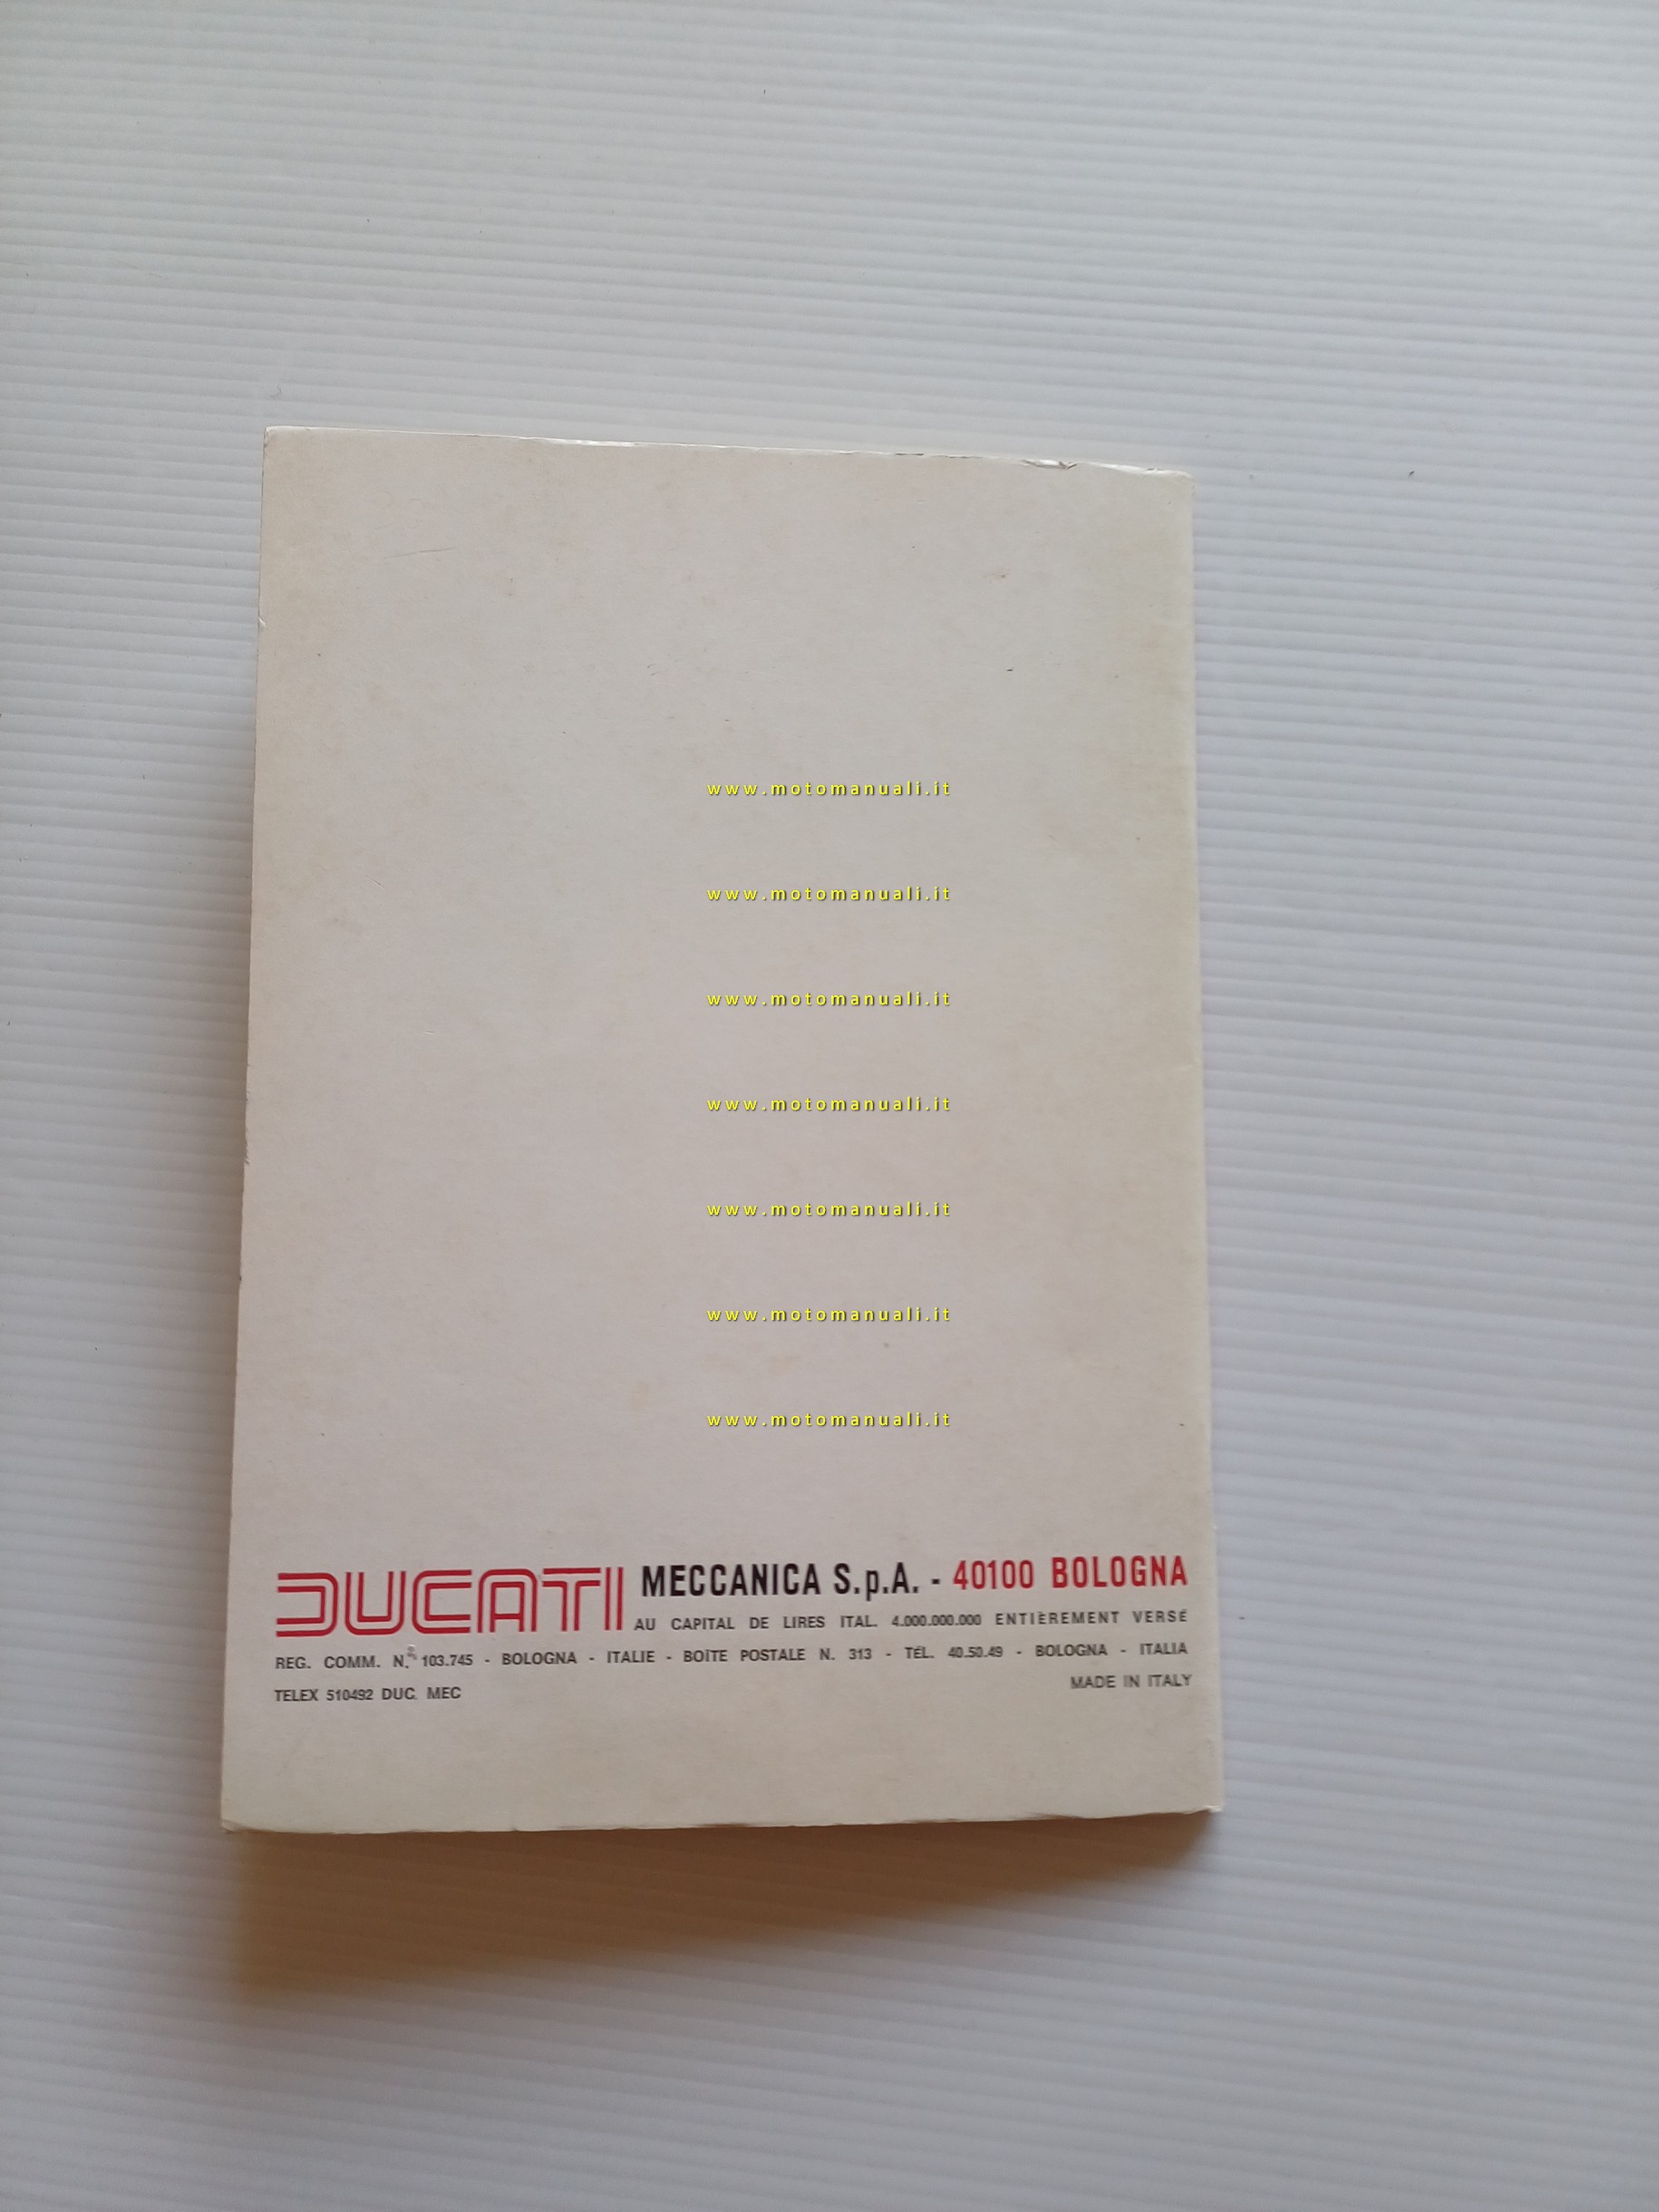 www.motomanuali.it
www.motomanuali.it
www.motomanuali.it
www.motomanuali.it
www.motomanuali.it
www.motomanuali.it
www.motomanuali.it
DUCATI MECCANICA S.p.A. - 40100 BOLOGNA
AU CAPITAL DE LIRES ITAL. 4.000.000.000 ENTIÈREMENT VERSÉ
REG. COMM. N. 103.745 - BOLOGNA - ITALIE - BOÎTE POSTALE N. 313 - TÉL. 40.50.49 - BOLOGNA - ITALIA
TELEX 510492 DUC. MEC MADE IN ITALY